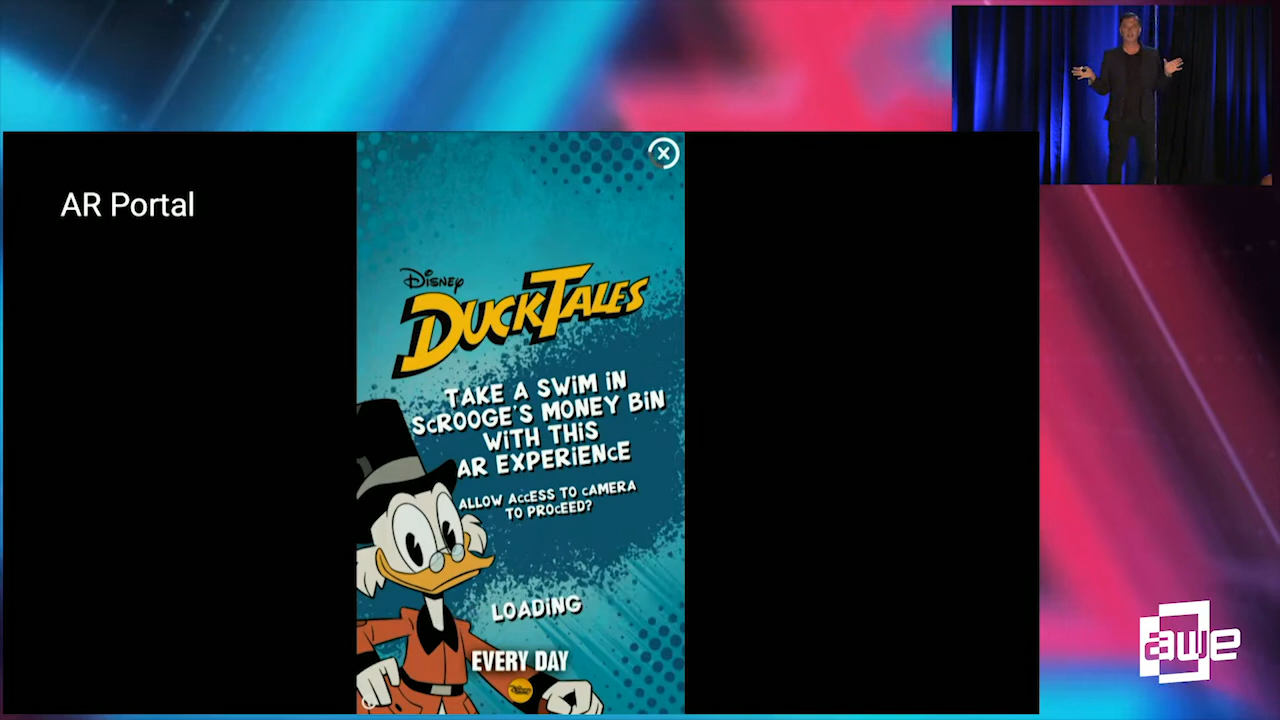 AR Portal
Disney
DUCKTALES
TAKE A SWiM iN
ScROOGE'S MONEY BiN
WiTH THiS
AR EXPERiENcE
ALLOW AccESS TO cAMERA
TO PROcEED?
LOADiNG
EVERY DAY
awe